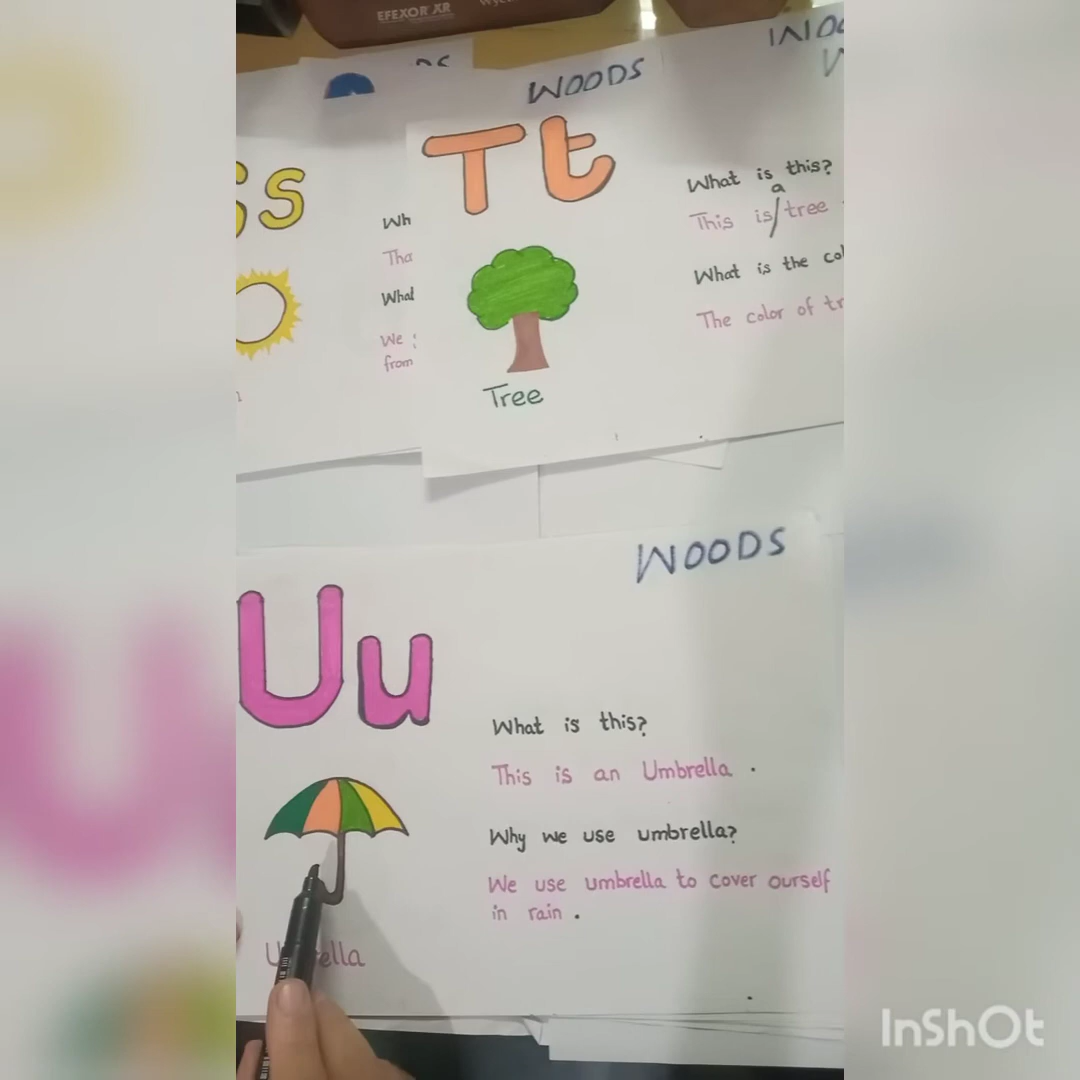 EFEXOR XR
WOODS
Tt
What is this?
a
This is/tree
What is the
The color of
Tree
Ss
WOODS
Uu
What is this?
This is an Umbrella .
Why we use umbrella?
We use umbrella to cover ourself
in rain .
We
from
InShOt